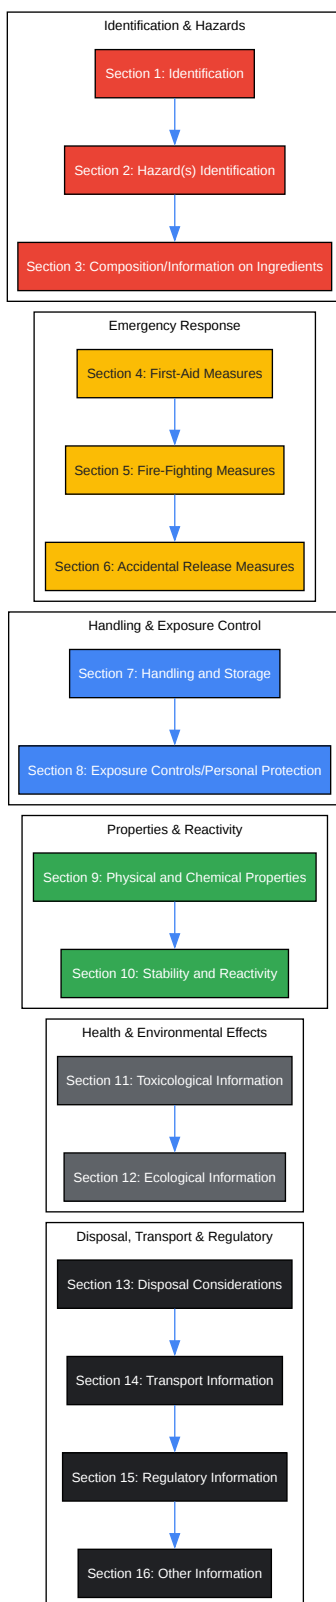 Identification & Hazards
Section 1: Identification
Section 2: Hazard(s) Identification
Section 3: Composition/Information on Ingredients
Emergency Response
Section 4: First-Aid Measures
Section 5: Fire-Fighting Measures
Section 6: Accidental Release Measures
Handling & Exposure Control
Section 7: Handling and Storage
Section 8: Exposure Controls/Personal Protection
Properties & Reactivity
Section 9: Physical and Chemical Properties
Section 10: Stability and Reactivity
Health & Environmental Effects
Section 11: Toxicological Information
Section 12: Ecological Information
Disposal, Transport & Regulatory
Section 13: Disposal Considerations
Section 14: Transport Information
Section 15: Regulatory Information
Section 16: Other Information